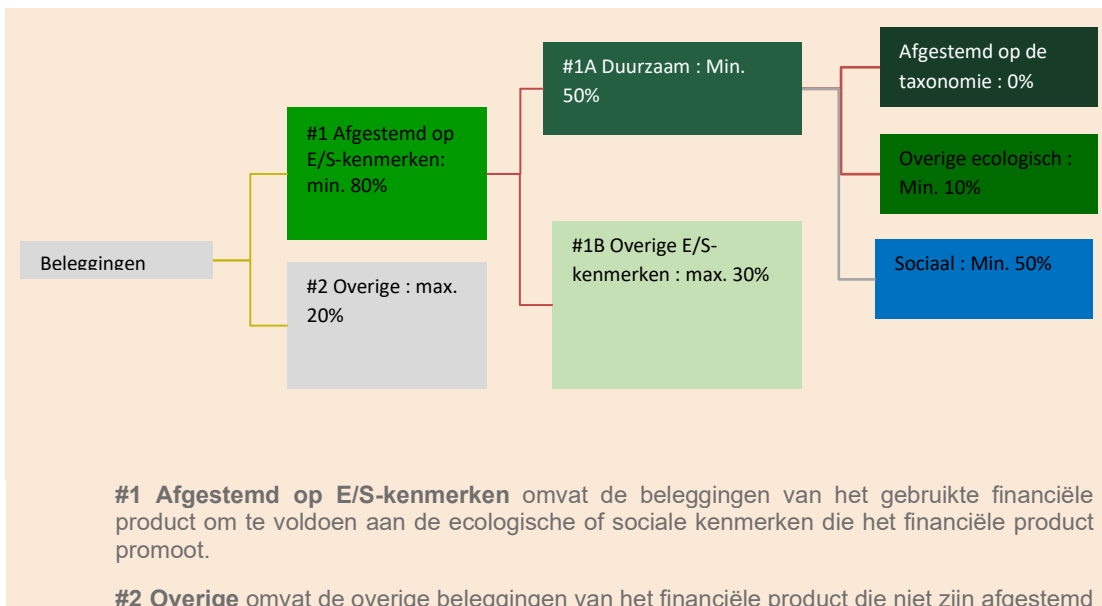 #1A Duurzaam : Min.
50%
Afgestemd op de
taxonomie : 0%
#1 Afgestemd op
E/S-kenmerken:
min. 80%
Overige ecologisch :
Min. 10%
Beleggingen
#2 Overige : max.
20%
#1B Overige E/S-
kenmerken : max. 30%
Sociaal : Min. 50%
#1 Afgestemd op E/S-kenmerken omvat de beleggingen van het gebruikte financiële
product om te voldoen aan de ecologische of sociale kenmerken die het financiële product
promoot.
#2 Overige omvat de overige beleggingen van het financiële product die niet zijn afgestemd